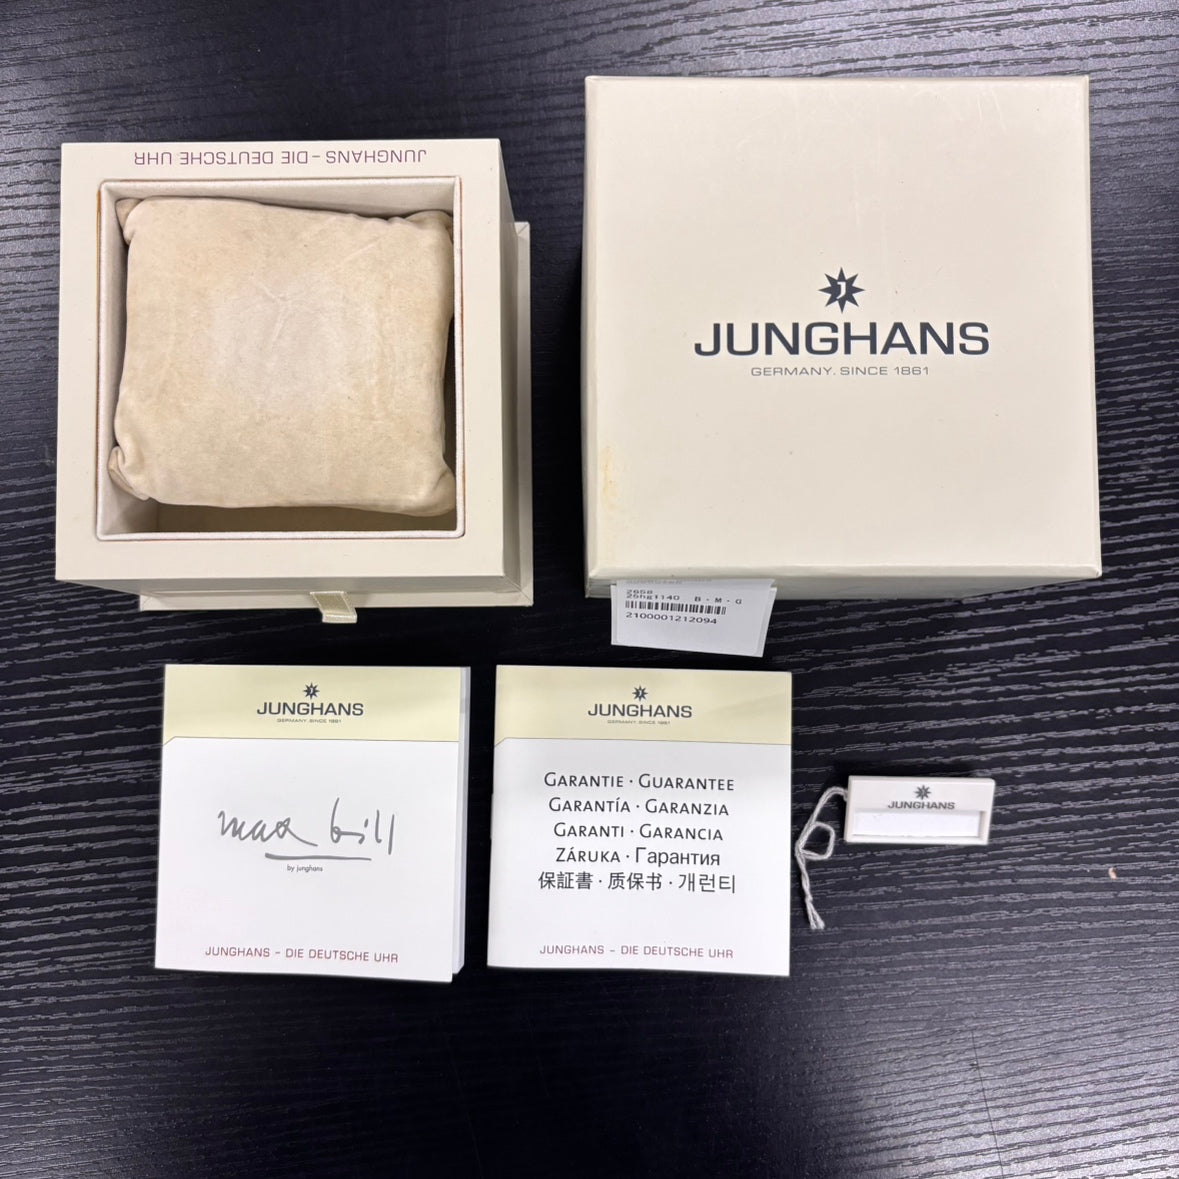 JUNGHANS – DIE DEUTSCHE UHR
JUNGHANS
GERMANY. SINCE 1861
2658
25hg1140 B · M · G
2100001212094
JUNGHANS
GERMANY. SINCE 1861
max bill
by junghans
JUNGHANS – DIE DEUTSCHE UHR
JUNGHANS
GERMANY. SINCE 1861
GARANTIE · GUARANTEE
GARANTÍA · GARANZIA
GARANTI · GARANCIA
ZÁRUKA · Гарантия
保証書 · 质保书 · 개런티
JUNGHANS – DIE DEUTSCHE UHR
JUNGHANS